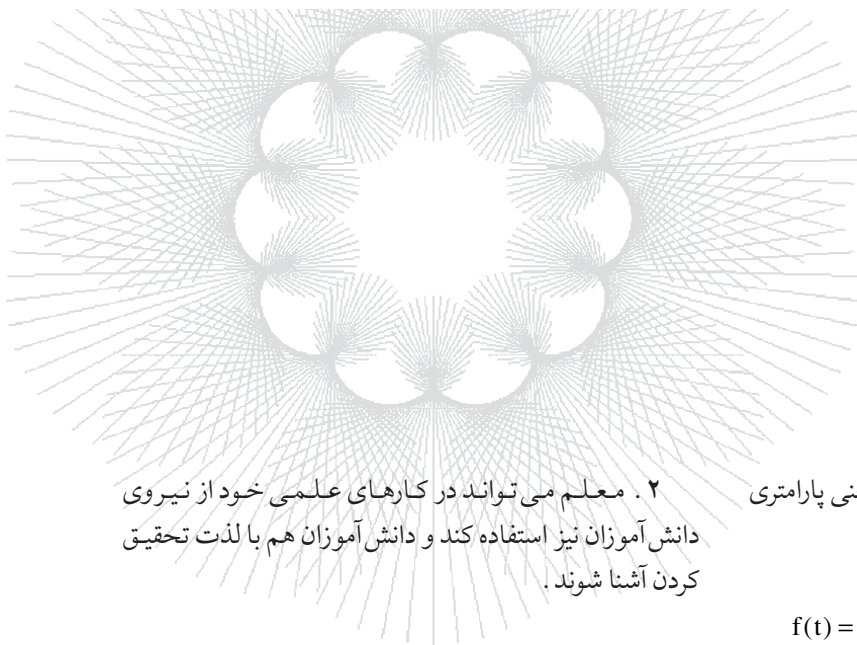 نی پارامتری
f(t) =
۲ . معلم می‌تواند در کارهای علمی خود از نیروی
دانش‌آموزان نیز استفاده کند و دانش‌آموزان هم با لذت تحقیق
کردن آشنا شوند .